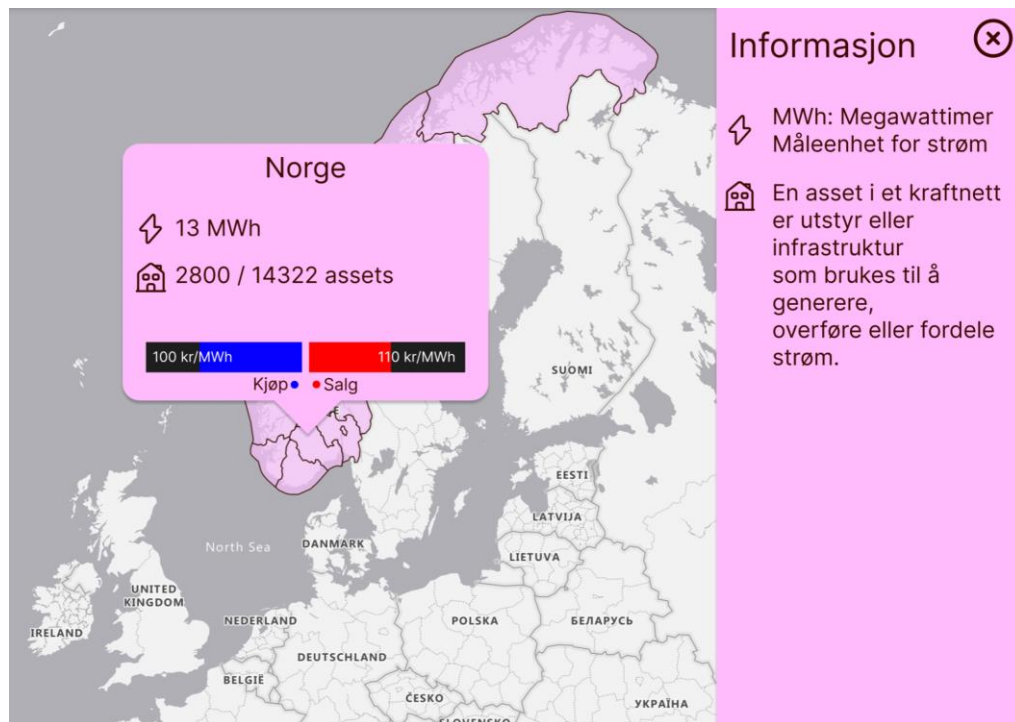 Informasjon
MWh: Megawattimer
Måleenhet for strøm
En asset i et kraftnett
er utstyr eller
infrastruktur
som brukes til å
generere,
overføre eller fordele
strøm.
Norge
13 MWh
2800 / 14322 assets
100 kr/MWh
110 kr/MWh
Kjøp
Salg
SUOMI
EESTI
LATVIJA
North Sea
DANMARK
LIETUVA
UNITED
KINGDOM
IRELAND
NEDERLAND
POLSKA
БЕЛАРУСЬ
DEUTSCHLAND
BELGIË
ČESKO
УКРАЇНА
SLOVENSKO